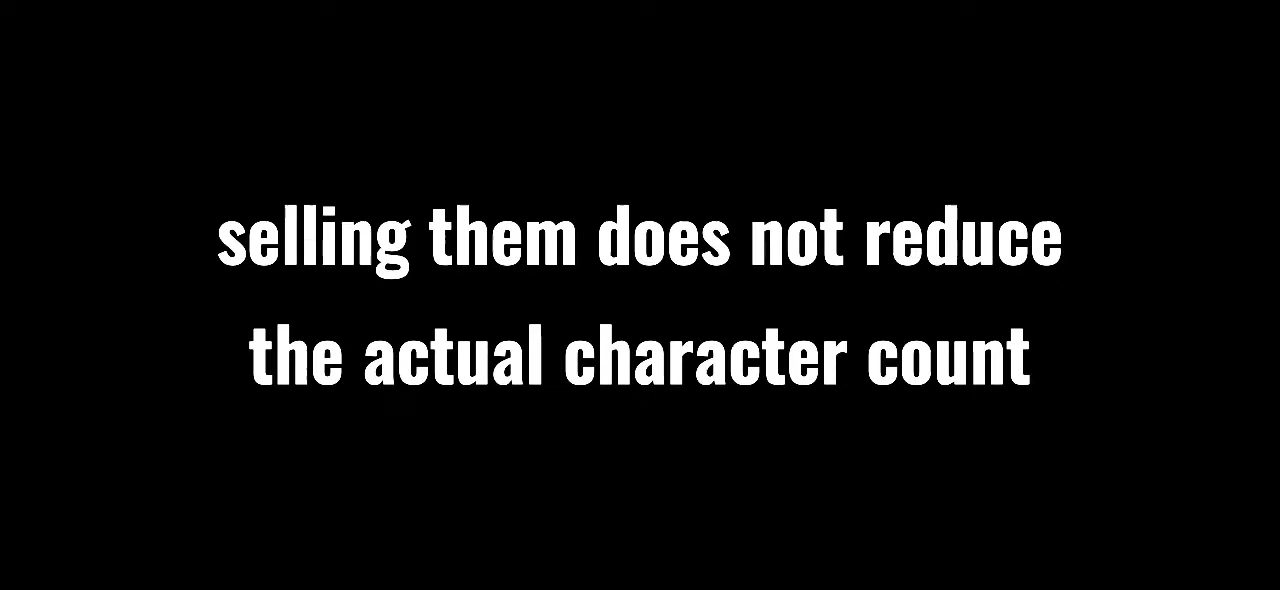 selling them does not reduce
the actual character count